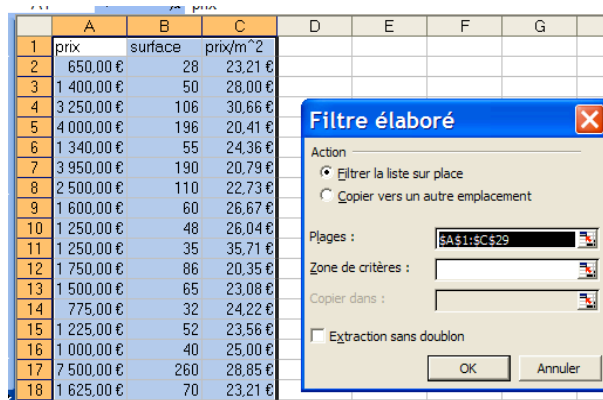 A B C D E F G
1 prix surface prix/m^2
2 650,00 € 28 23,21 €
3 1 400,00 € 50 28,00 €
4 3 250,00 € 106 30,66 €
5 4 000,00 € 196 20,41 €
6 1 340,00 € 55 24,36 €
7 3 950,00 € 190 20,79 €
8 2 500,00 € 110 22,73 €
9 1 600,00 € 60 26,67 €
10 1 250,00 € 48 26,04 €
11 1 250,00 € 35 35,71 €
12 1 750,00 € 86 20,35 €
13 1 500,00 € 65 23,08 €
14 775,00 € 32 24,22 €
15 1 225,00 € 52 23,56 €
16 1 000,00 € 40 25,00 €
17 7 500,00 € 260 28,85 €
18 1 625,00 € 70 23,21 €
Filtre élaboré
Action
Filtrer la liste sur place
Copier vers un autre emplacement
Plages : $A$1:$C$29
Zone de critères :
Copier dans :
Extraction sans doublon
OK Annuler